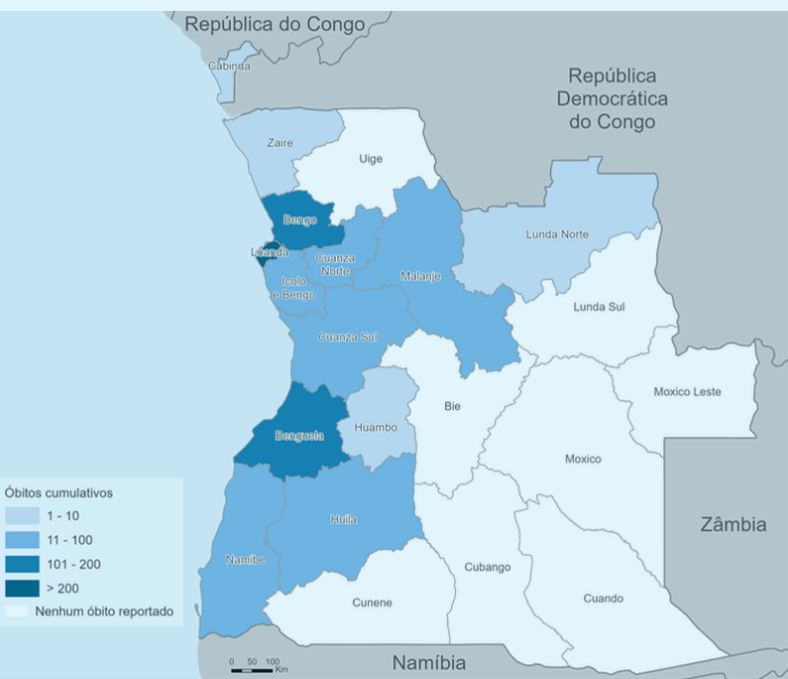 República do Congo
Cabinda
República
Democrática
do Congo
Zaire
Uige
Bengo
Lunda Norte
Luanda
Cuanza
Norte
Malanje
Icolo
e Bengo
Lunda Sul
Cuanza Sul
Moxico Leste
Bie
Huambo
Benguela
Moxico
Óbitos cumulativos
1 - 10
11 - 100
101 - 200
> 200
Nenhum óbito reportado
Huila
Zâmbia
Namibe
Cubango
Cunene
Cuando
Namíbia
0 50 100
Km